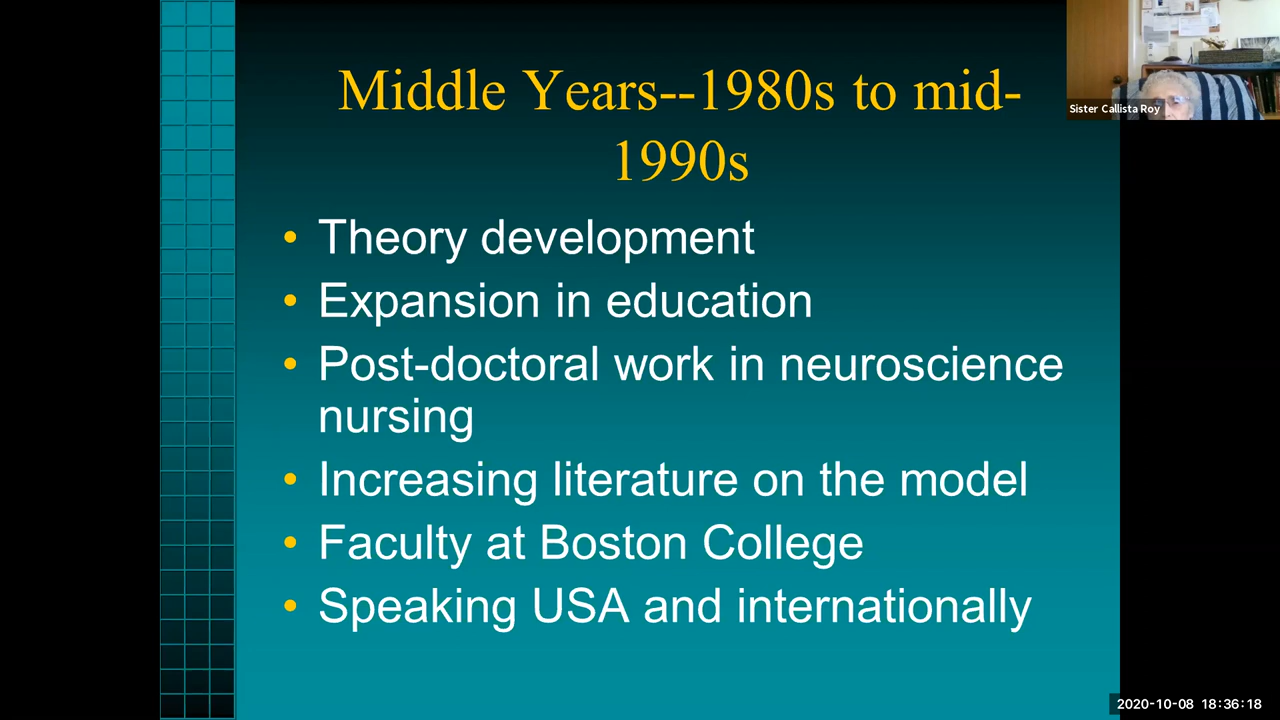 Middle Years--1980s to mid-
1990s
Sister Callista Roy
• Theory development
• Expansion in education
• Post-doctoral work in neuroscience
nursing
• Increasing literature on the model
• Faculty at Boston College
• Speaking USA and internationally
2020-10-08 18:36:18